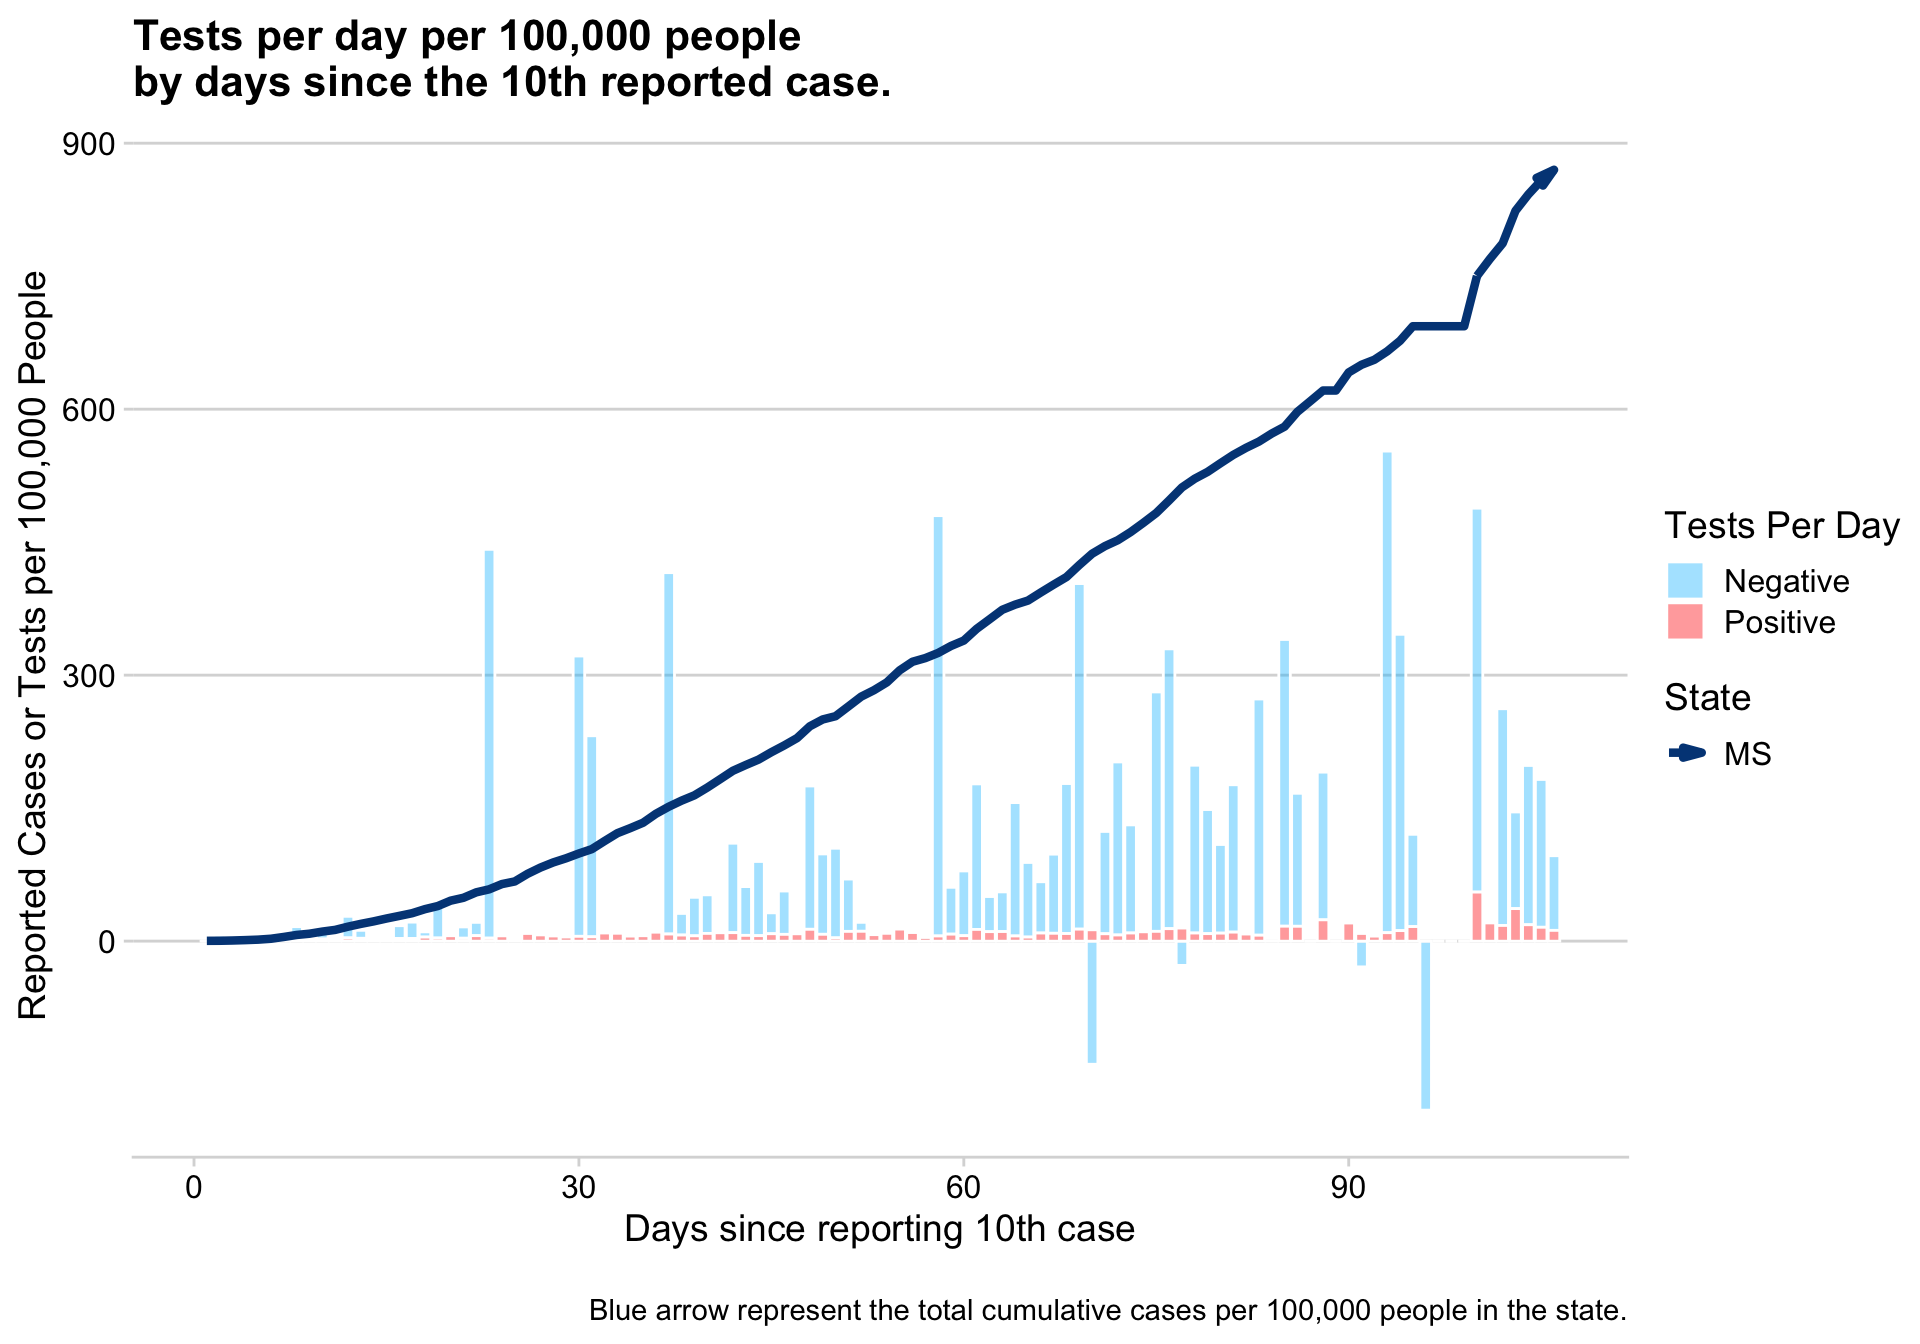 Tests per day per 100,000 people
by days since the 10th reported case.
Reported Cases or Tests per 100,000 People
900
600
300
0
0
30
60
90
Days since reporting 10th case
Tests Per Day
Negative
Positive
State
MS
Blue arrow represent the total cumulative cases per 100,000 people in the state.